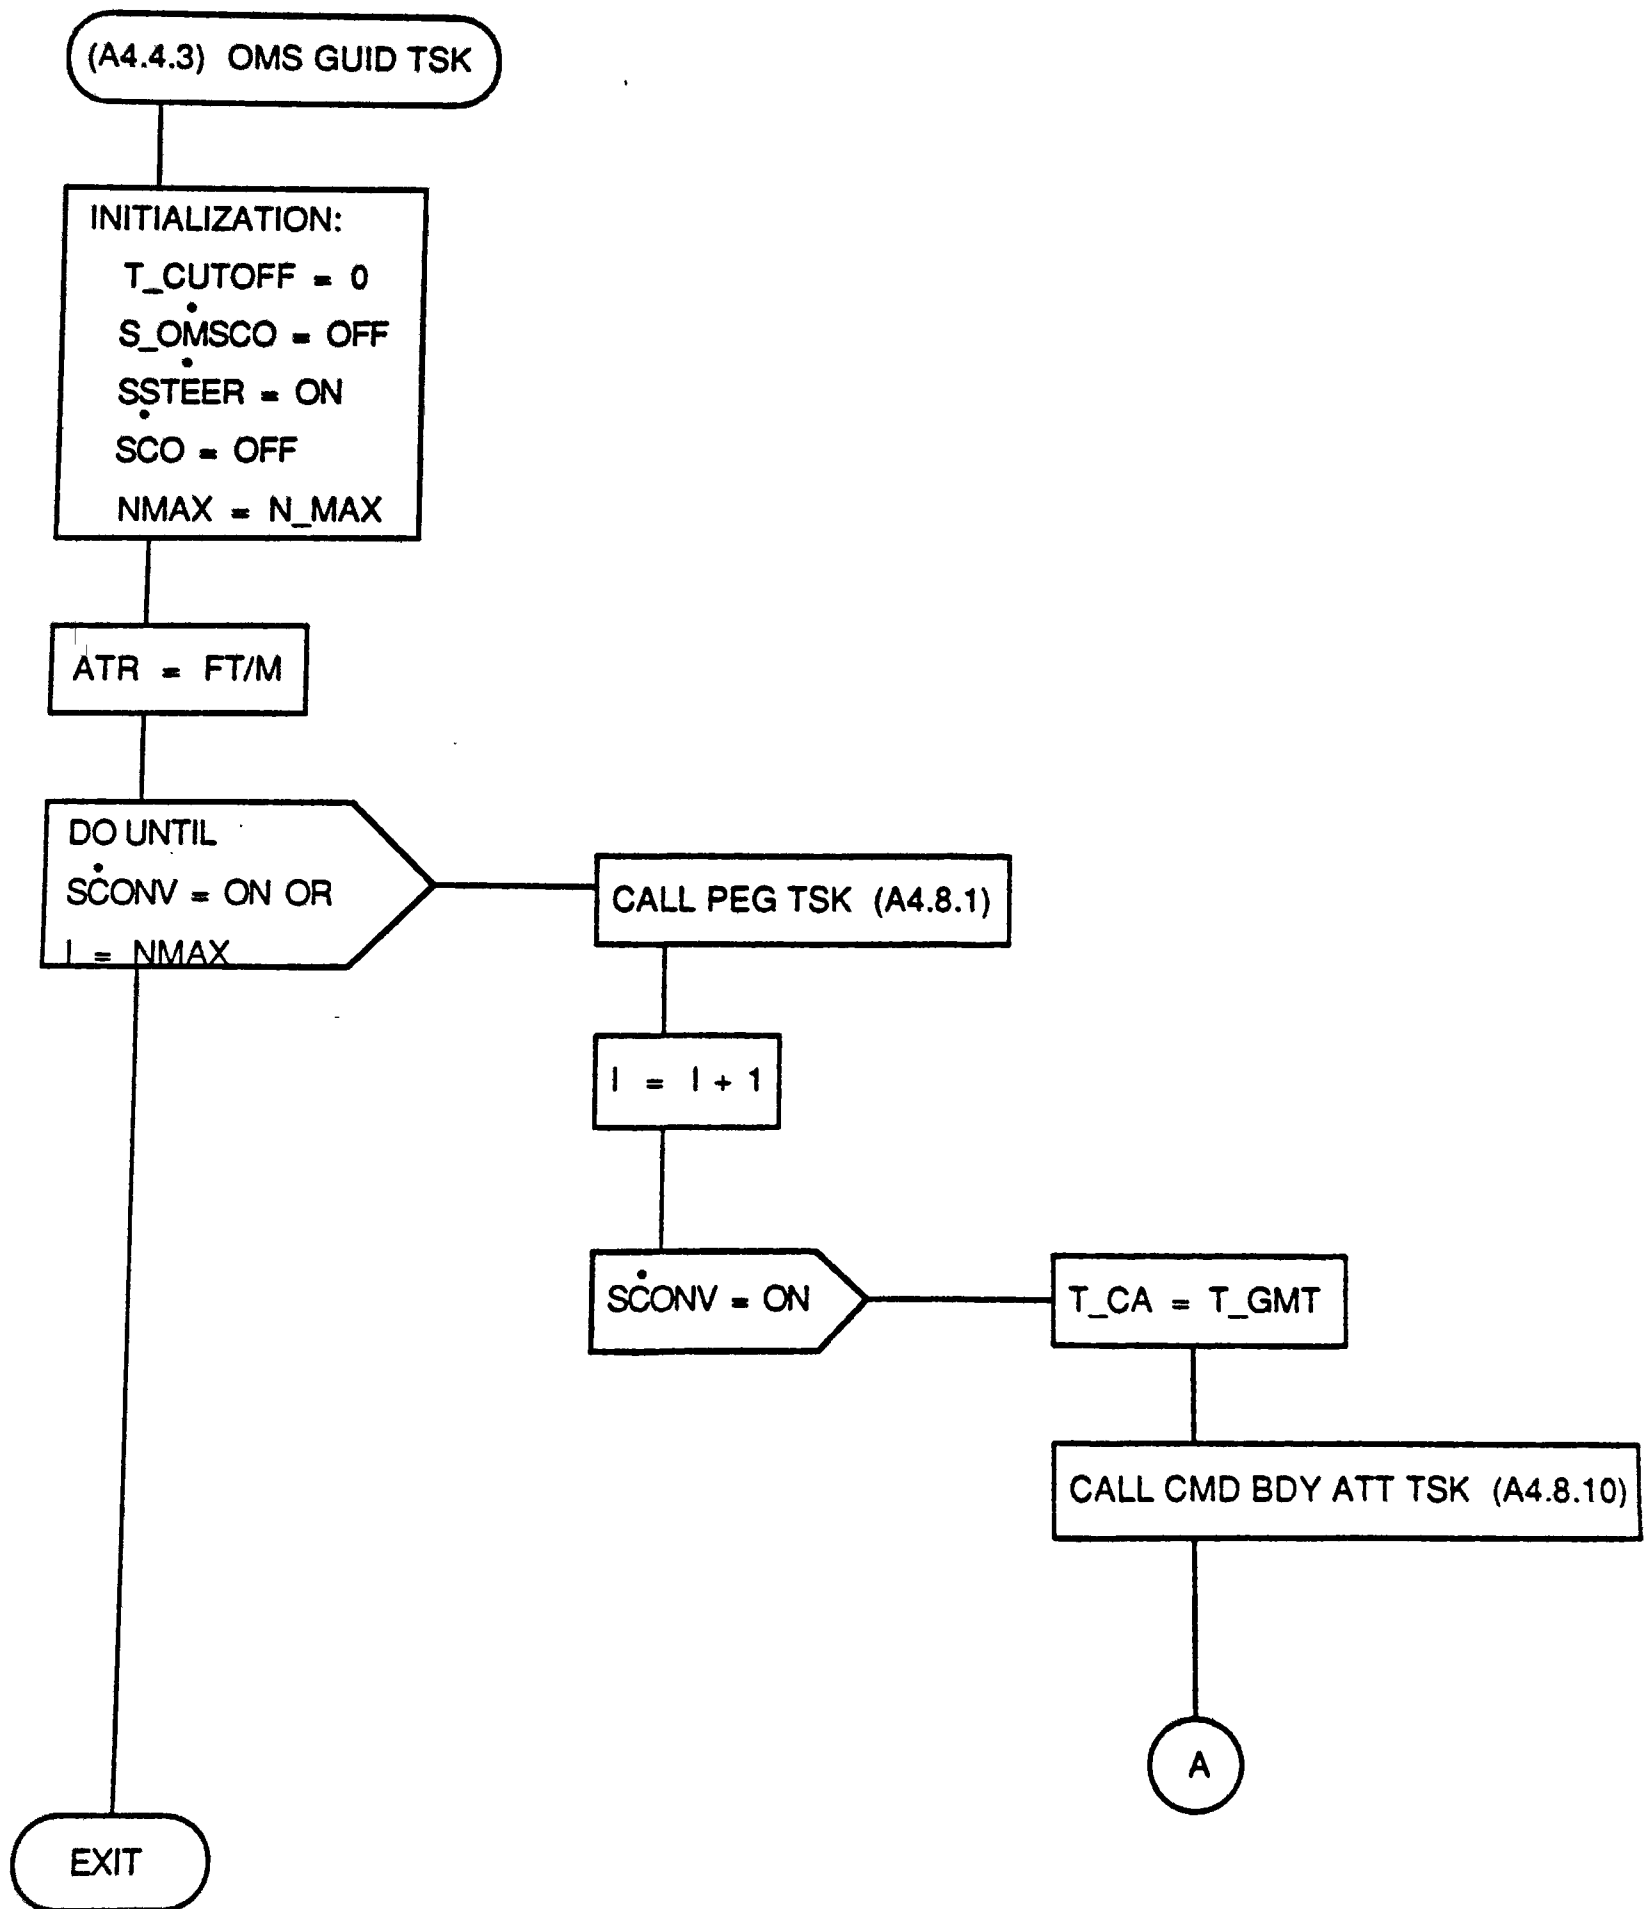 (A4.4.3) OMS GUID TSK
INITIALIZATION:
T_CUTOFF = 0
S_OMSCO = OFF
SSTEER = ON
SCO = OFF
NMAX = N_MAX
ATR = FT/M
DO UNTIL
SCONV = ON OR
I = NMAX
CALL PEG TSK (A4.8.1)
I = I + 1
SCONV = ON
T_CA = T_GMT
CALL CMD BDY ATT TSK (A4.8.10)
A
EXIT